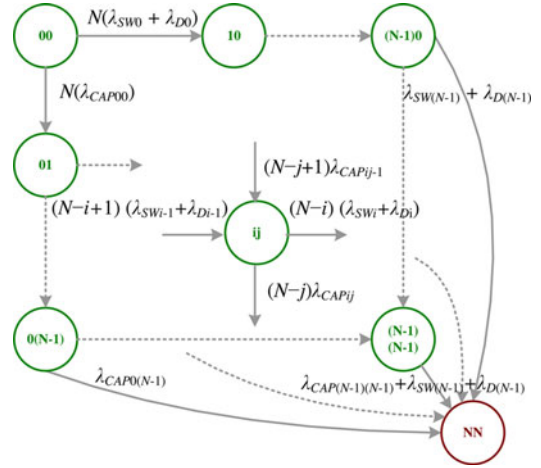 00
N(λSW0 + λD0)
10
(N-1)0
N(λCAP00)
λSW(N-1) + λD(N-1)
01
(N−j+1)λCAPij-1
(N−i+1) (λSWi-1+λDi-1)
ij
(N−i) (λSWi+λDi)
(N−j)λCAPij
0(N-1)
(N-1)
(N-1)
λCAP0(N-1)
λCAP(N-1)(N-1)+λSW(N-1)+λD(N-1)
NN